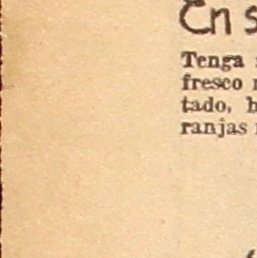 En s
Tenga
fresco
tado,
ranjas